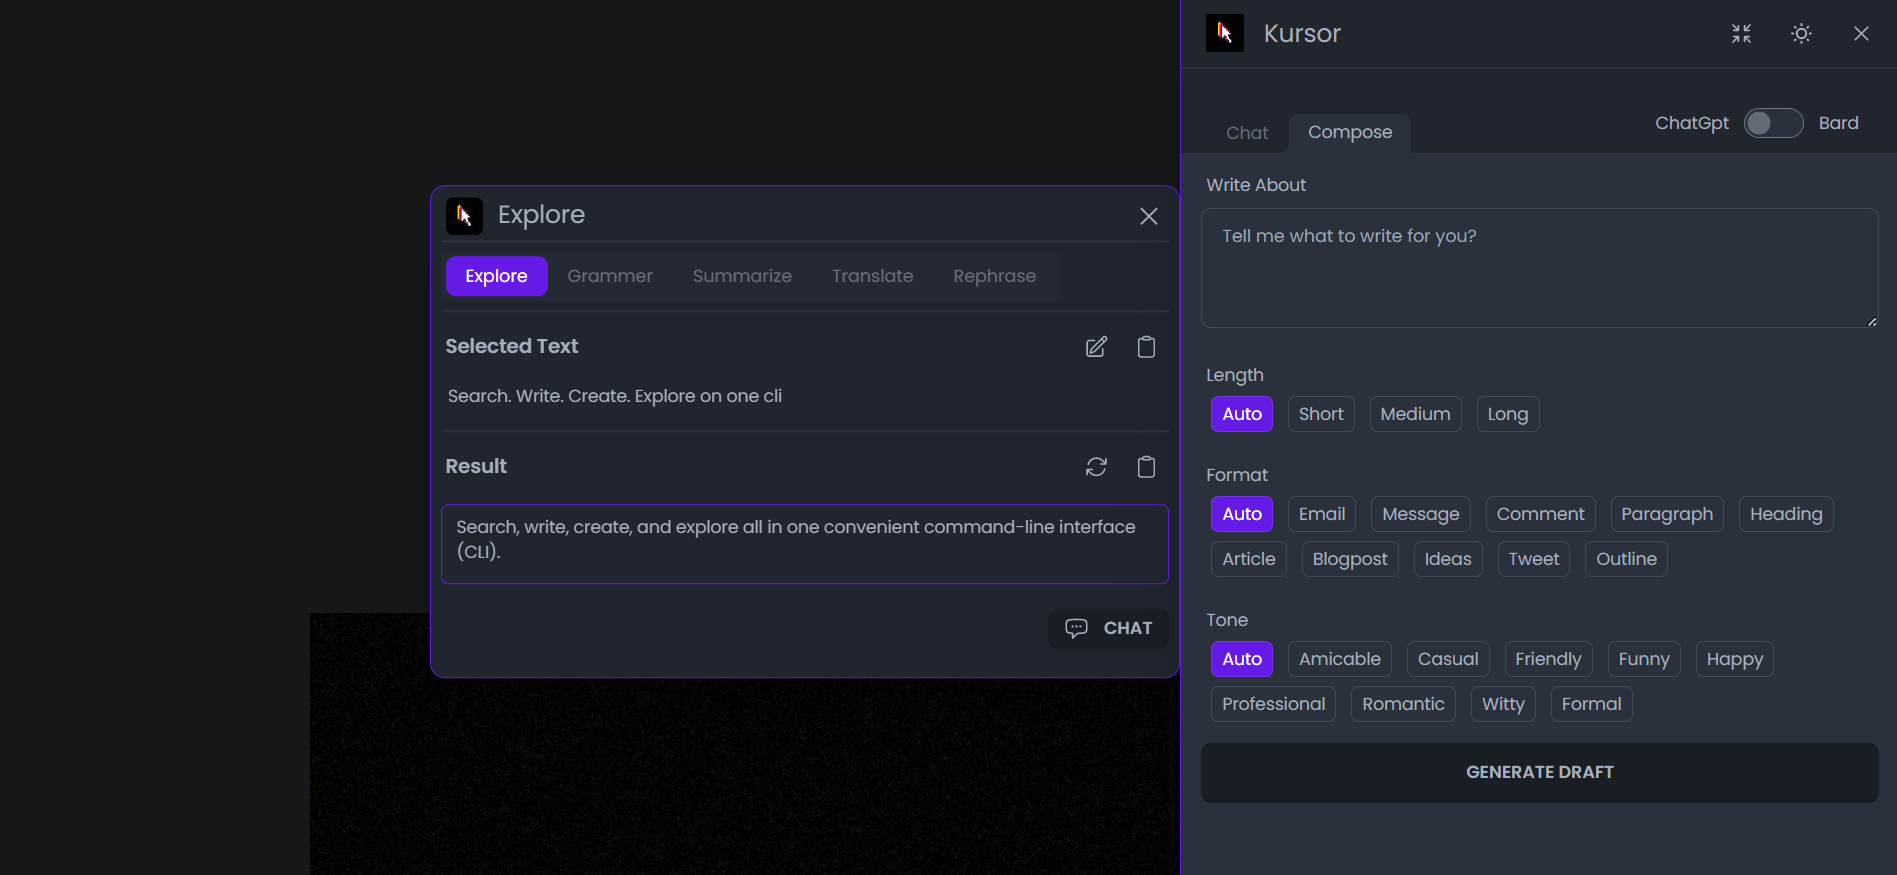 Explore
Explore Grammer Summarize Translate Rephrase
Selected Text
Search. Write. Create. Explore on one cli
Result
Search, write, create, and explore all in one convenient command-line interface
(CLI).
CHAT
Kursor
Chat Compose ChatGpt Bard
Write About
Tell me what to write for you?
Length
Auto Short Medium Long
Format
Auto Email Message Comment Paragraph Heading
Article Blogpost Ideas Tweet Outline
Tone
Auto Amicable Casual Friendly Funny Happy
Professional Romantic Witty Formal
GENERATE DRAFT